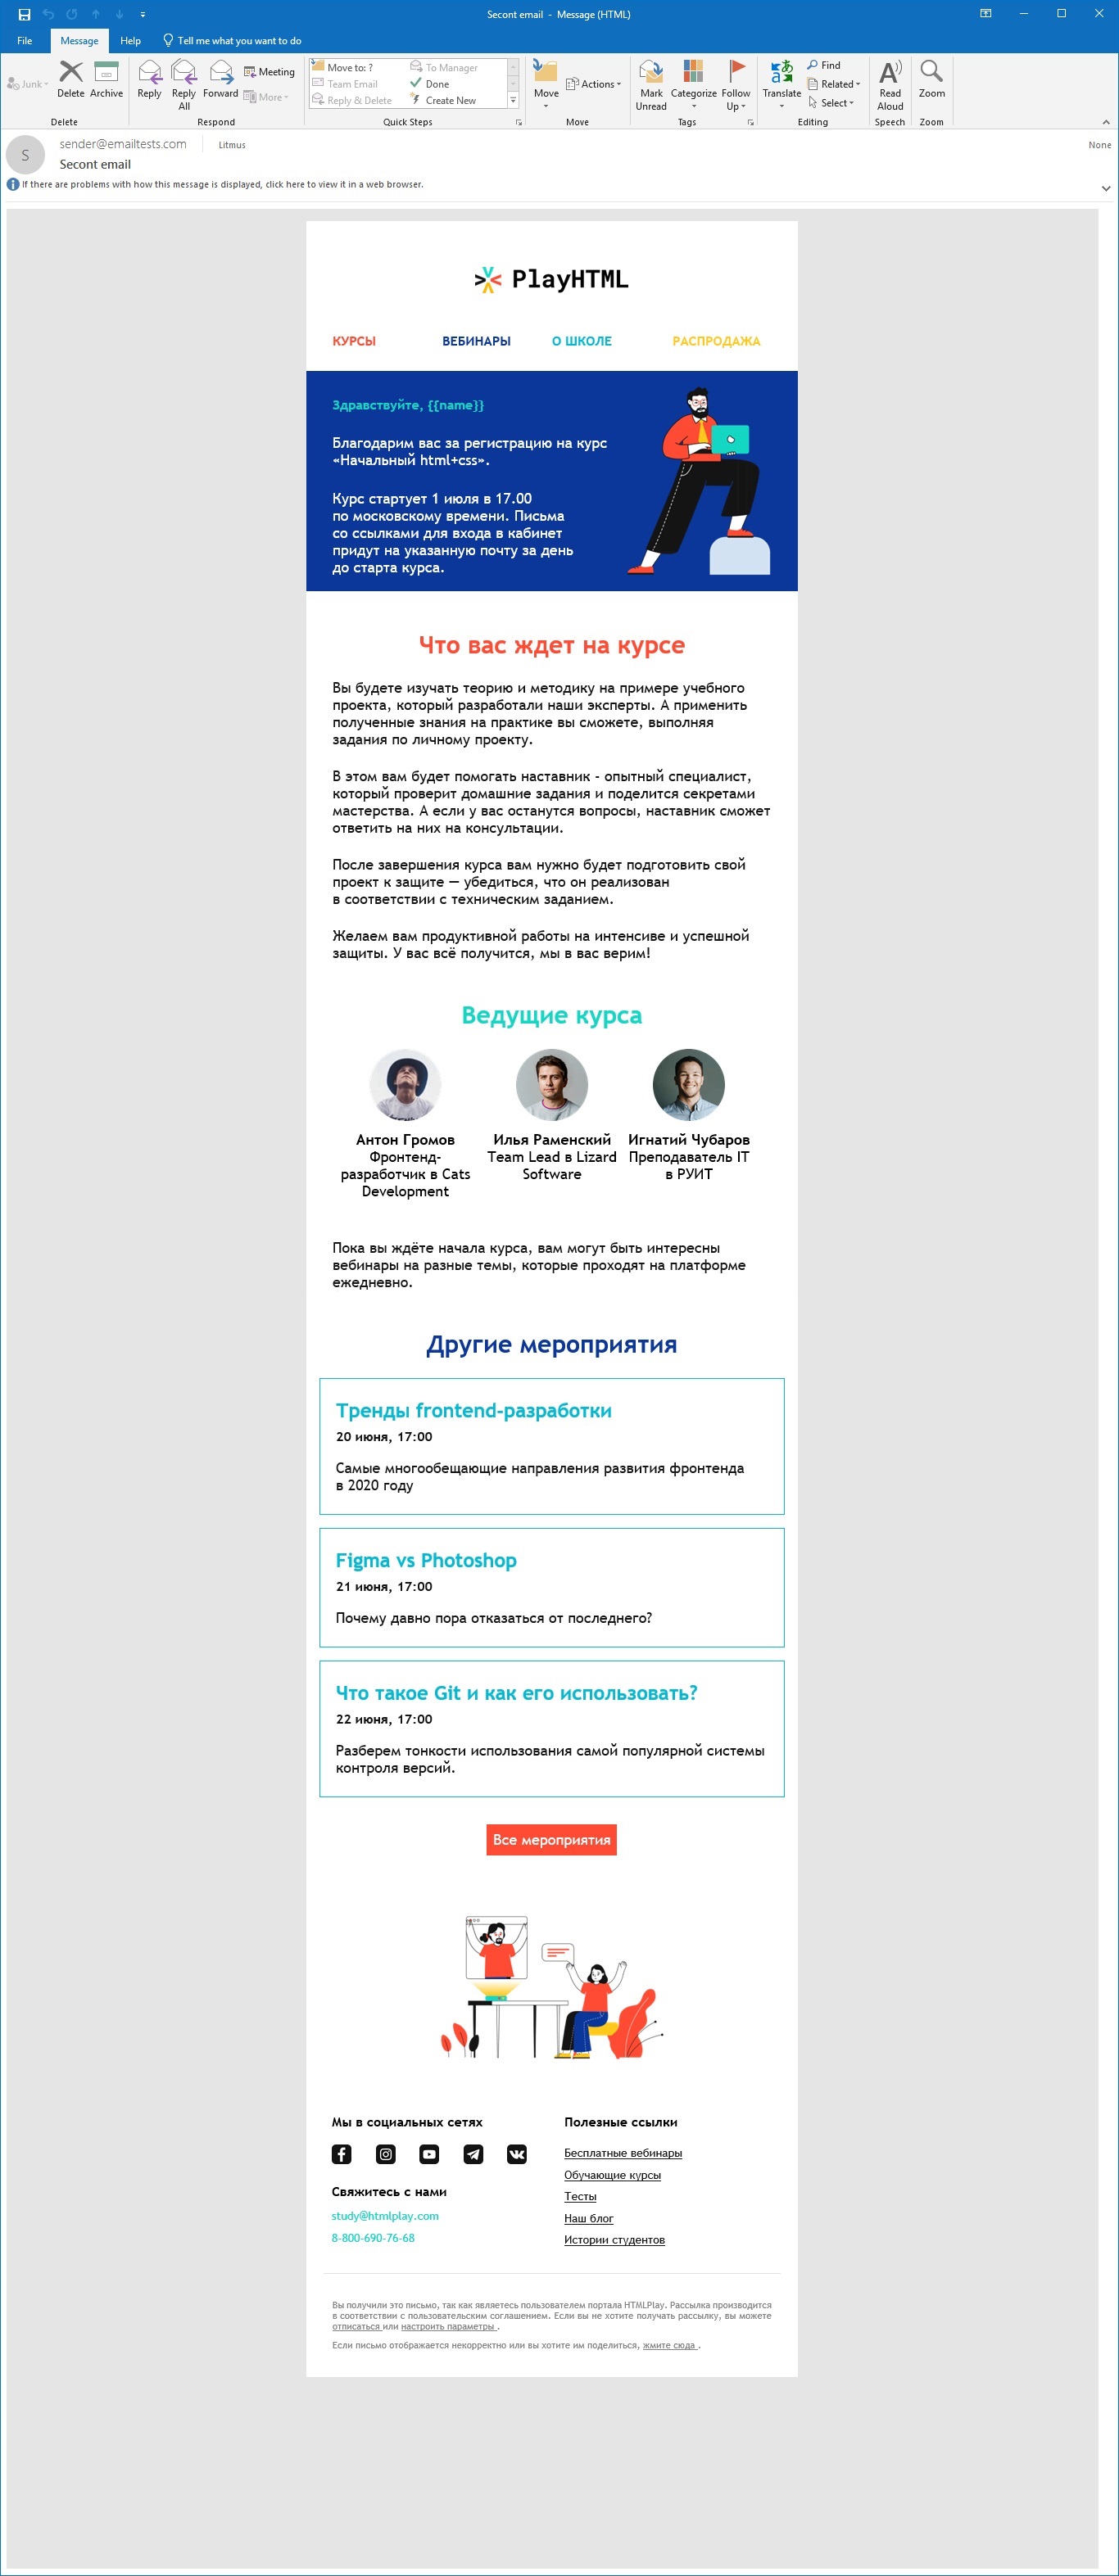 Secont email - Message (HTML)
File Message Help Tell me what you want to do
Junk
Delete
Archive
Delete
Reply
Reply All
Forward
Meeting
More
Respond
Move to: ?
To Manager
Team Email
Done
Reply & Delete
Create New
Quick Steps
Move
Actions
Move
Mark Unread
Categorize
Follow Up
Tags
Translate
Find
Related
Select
Editing
Read Aloud
Speech
Zoom
Zoom
S
sender@emailtests.com Litmus None
Secont email
If there are problems with how this message is displayed, click here to view it in a web browser.
PlayHTML
КУРСЫ ВЕБИНАРЫ О ШКОЛЕ РАСПРОДАЖА
Здравствуйте, {{name}}
Благодарим вас за регистрацию на курс
«Начальный html+css».
Курс стартует 1 июля в 17.00
по московскому времени. Письма
со ссылками для входа в кабинет
придут на указанную почту за день
до старта курса.
Что вас ждет на курсе
Вы будете изучать теорию и методику на примере учебного
проекта, который разработали наши эксперты. А применить
полученные знания на практике вы сможете, выполняя
задания по личному проекту.
В этом вам будет помогать наставник - опытный специалист,
который проверит домашние задания и поделится секретами
мастерства. А если у вас останутся вопросы, наставник сможет
ответить на них на консультации.
После завершения курса вам нужно будет подготовить свой
проект к защите — убедиться, что он реализован
в соответствии с техническим заданием.
Желаем вам продуктивной работы на интенсиве и успешной
защиты. У вас всё получится, мы в вас верим!
Ведущие курса
Антон Громов
Фронтенд-
разработчик в Cats
Development
Илья Раменский
Team Lead в Lizard
Software
Игнатий Чубаров
Преподаватель IT
в РУИТ
Пока вы ждёте начала курса, вам могут быть интересны
вебинары на разные темы, которые проходят на платформе
ежедневно.
Другие мероприятия
Тренды frontend-разработки
20 июня, 17:00
Самые многообещающие направления развития фронтенда
в 2020 году
Figma vs Photoshop
21 июня, 17:00
Почему давно пора отказаться от последнего?
Что такое Git и как его использовать?
22 июня, 17:00
Разберем тонкости использования самой популярной системы
контроля версий.
Все мероприятия
Мы в социальных сетях
Свяжитесь с нами
study@htmlplay.com
8-800-690-76-68
Полезные ссылки
Бесплатные вебинары
Обучающие курсы
Тесты
Наш блог
Истории студентов
Вы получили это письмо, так как являетесь пользователем портала HTMLPlay. Рассылка производится
в соответствии с пользовательским соглашением. Если вы не хотите получать рассылку, вы можете
отписаться или настроить параметры .
Если письмо отображается некорректно или вы хотите им поделиться, жмите сюда .